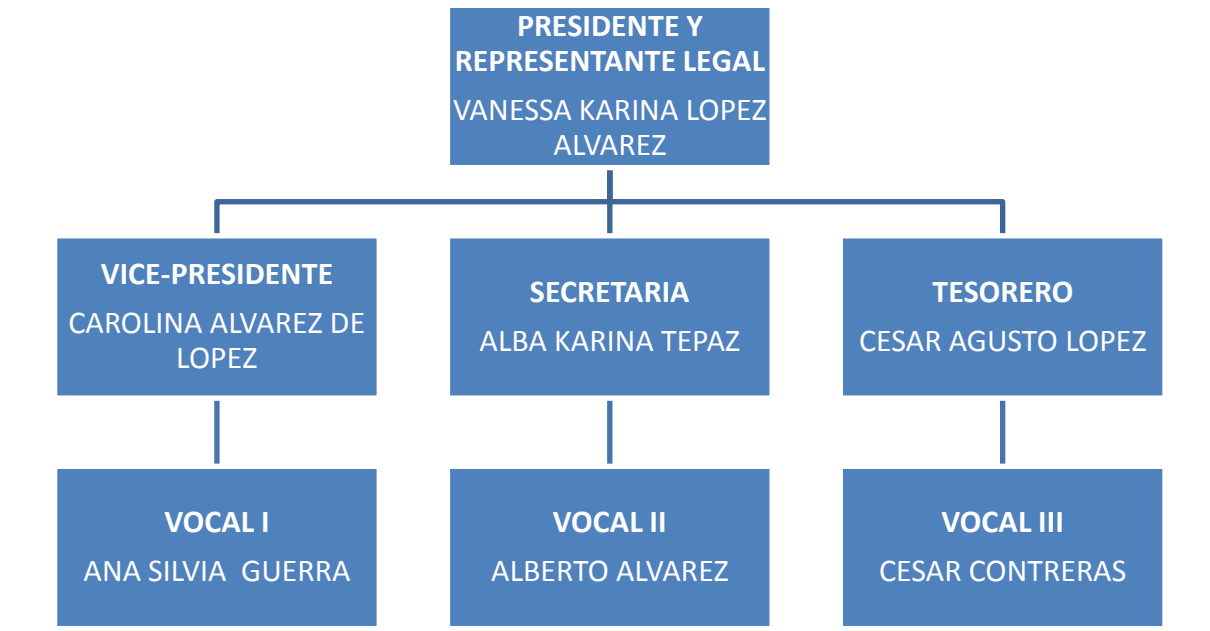 PRESIDENTE Y
REPRESENTANTE LEGAL
VANESSA KARINA LOPEZ
ALVAREZ
VICE-PRESIDENTE
CAROLINA ALVAREZ DE
LOPEZ
SECRETARIA
ALBA KARINA TEPAZ
TESORERO
CESAR AGUSTO LOPEZ
VOCAL I
ANA SILVIA  GUERRA
VOCAL II
ALBERTO ALVAREZ
VOCAL III
CESAR CONTRERAS